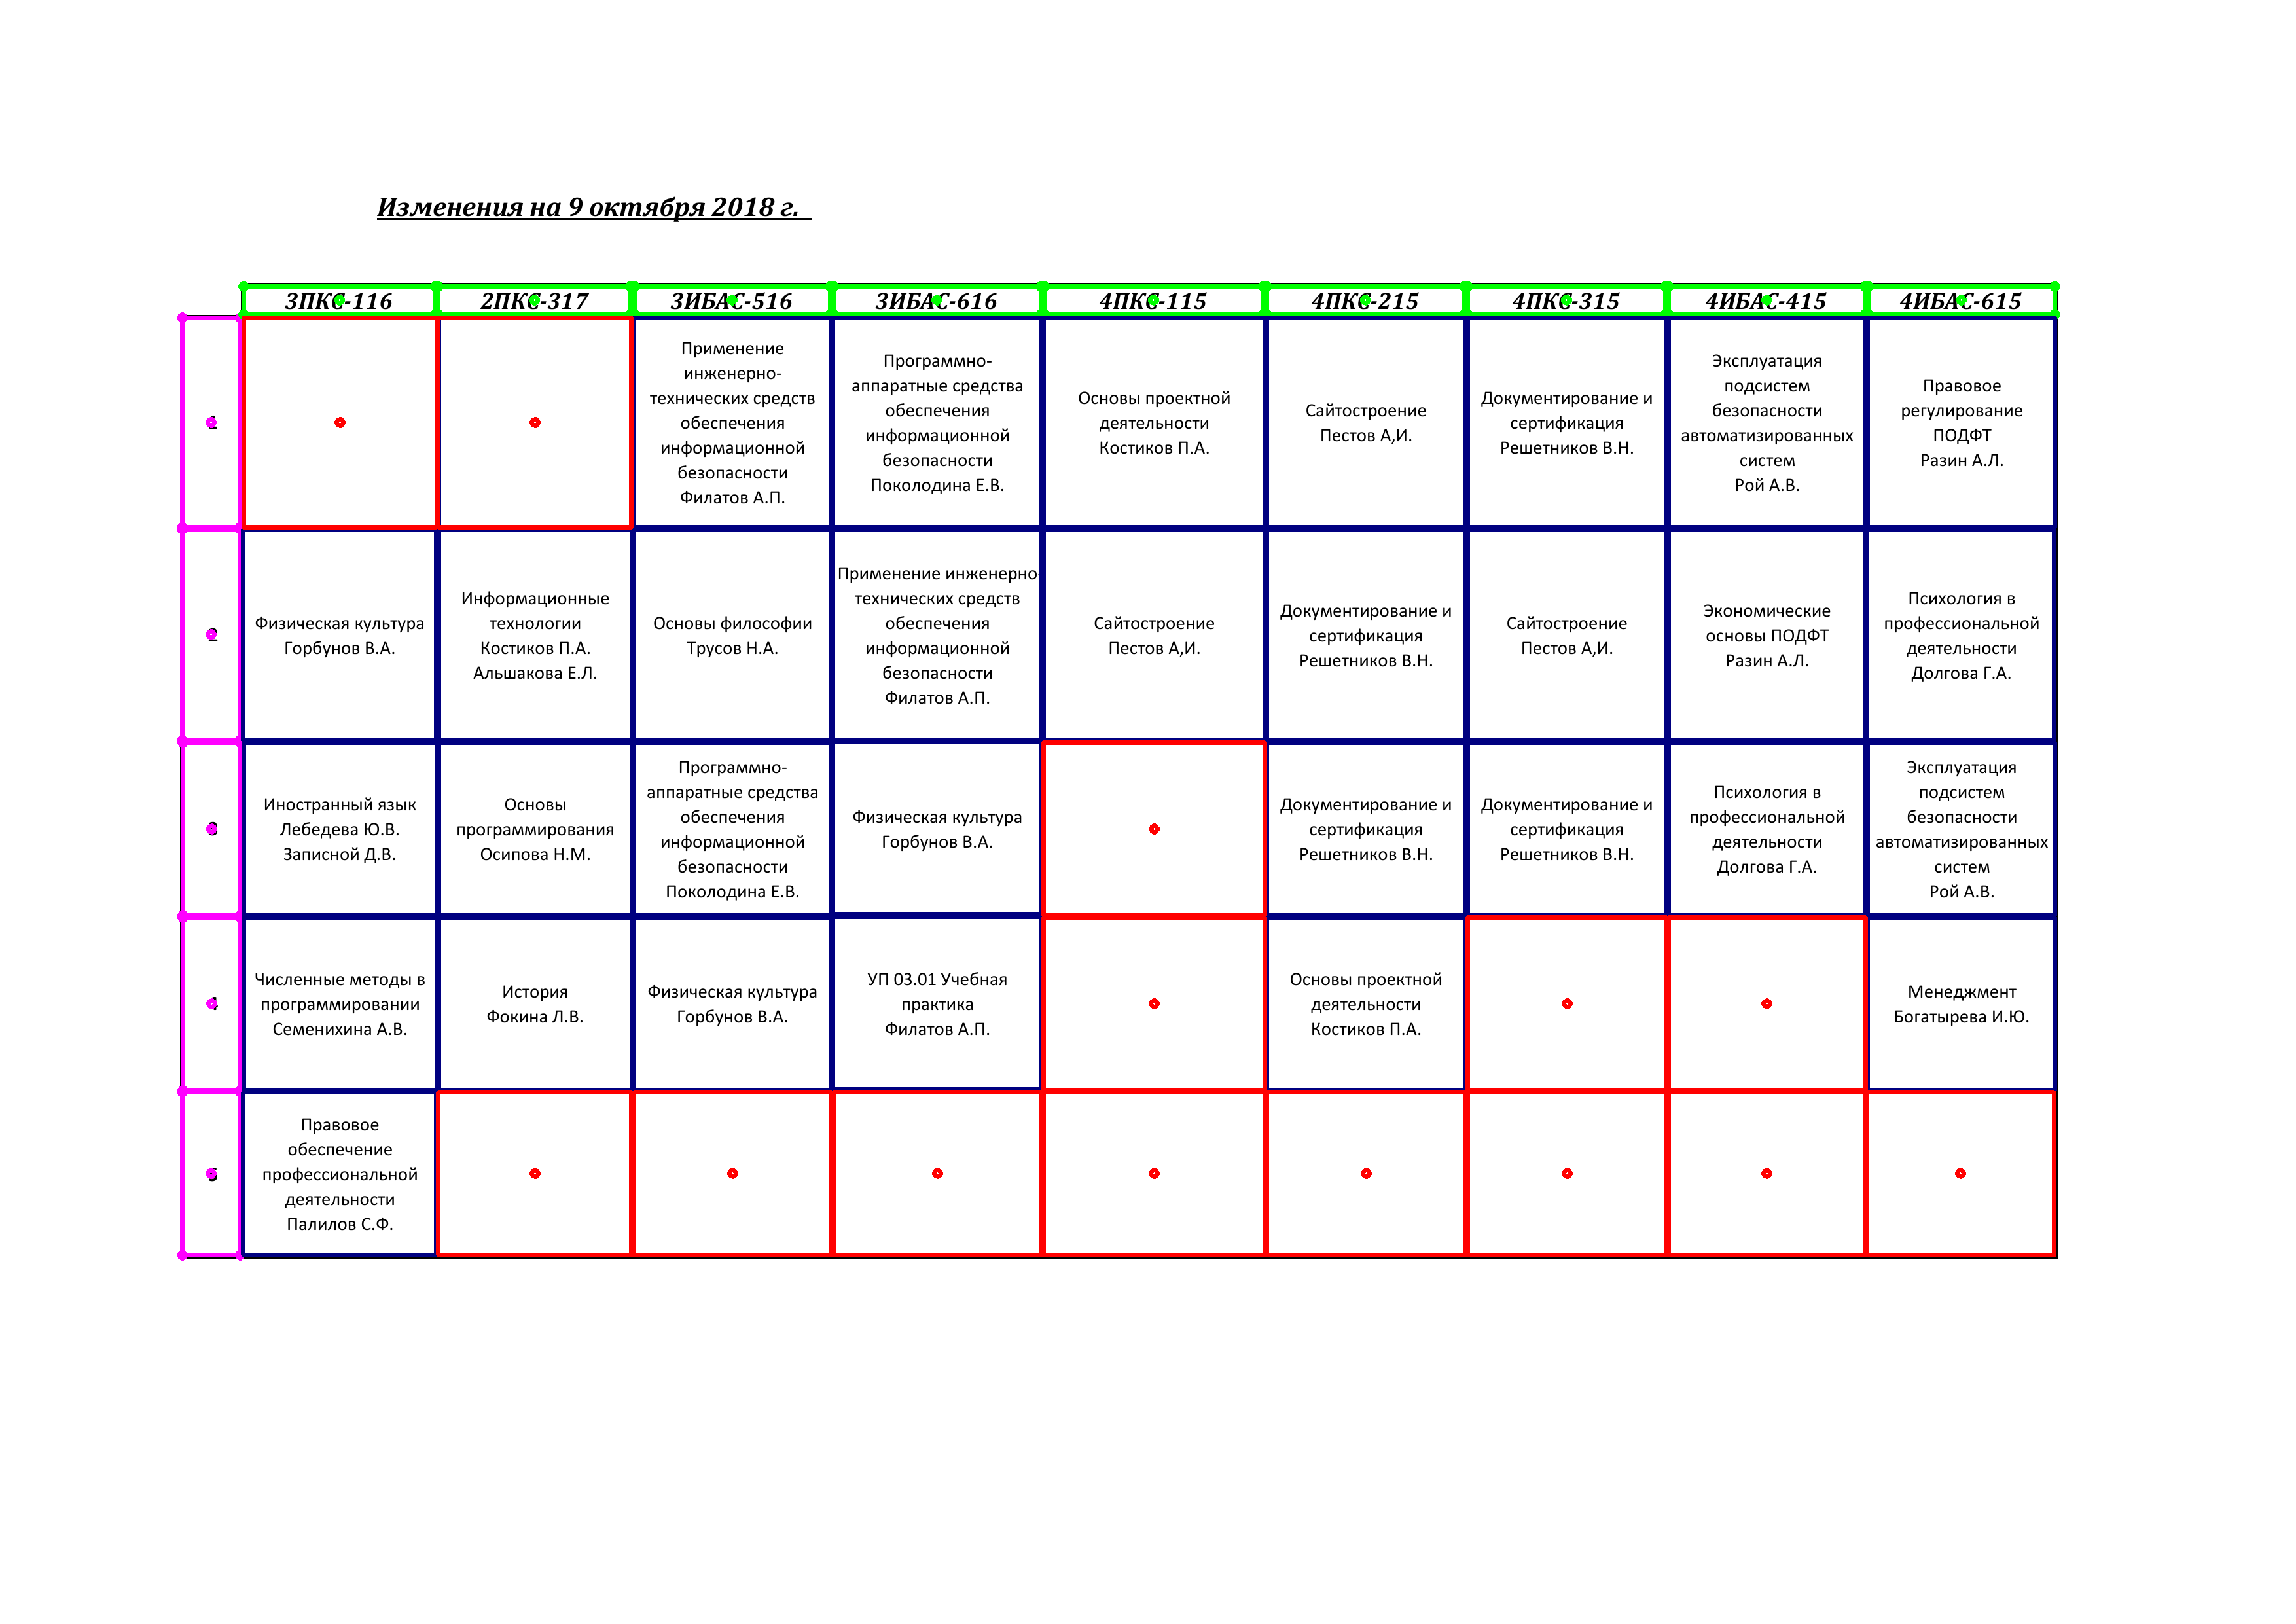 Изменения на 9 октября 2018 г.
3ПКС-116 2ПКС-317 3ИБАС-516 3ИБАС-616 4ПКС-115 4ПКС-215 4ПКС-315 4ИБАС-415 4ИБАС-615
1
Применение
инженерно-
технических средств
обеспечения
информационной
безопасности
Филатов А.П.
Программно-
аппаратные средства
обеспечения
информационной
безопасности
Поколодина Е.В.
Основы проектной
деятельности
Костиков П.А.
Сайтостроение
Пестов А,И.
Документирование и
сертификация
Решетников В.Н.
Эксплуатация
подсистем
безопасности
автоматизированных
систем
Рой А.В.
Правовое
регулирование
ПОДФТ
Разин А.Л.
2
Физическая культура
Горбунов В.А.
Информационные
технологии
Костиков П.А.
Альшакова Е.Л.
Основы философии
Трусов Н.А.
Применение инженерно
технических средств
обеспечения
информационной
безопасности
Филатов А.П.
Сайтостроение
Пестов А,И.
Документирование и
сертификация
Решетников В.Н.
Сайтостроение
Пестов А,И.
Экономические
основы ПОДФТ
Разин А.Л.
Психология в
профессиональной
деятельности
Долгова Г.А.
3
Иностранный язык
Лебедева Ю.В.
Записной Д.В.
Основы
программирования
Осипова Н.М.
Программно-
аппаратные средства
обеспечения
информационной
безопасности
Поколодина Е.В.
Физическая культура
Горбунов В.А.
Документирование и
сертификация
Решетников В.Н.
Документирование и
сертификация
Решетников В.Н.
Психология в
профессиональной
деятельности
Долгова Г.А.
Эксплуатация
подсистем
безопасности
автоматизированных
систем
Рой А.В.
4
Численные методы в
программировании
Семенихина А.В.
История
Фокина Л.В.
Физическая культура
Горбунов В.А.
УП 03.01 Учебная
практика
Филатов А.П.
Основы проектной
деятельности
Костиков П.А.
Менеджмент
Богатырева И.Ю.
5
Правовое
обеспечение
профессиональной
деятельности
Палилов С.Ф.